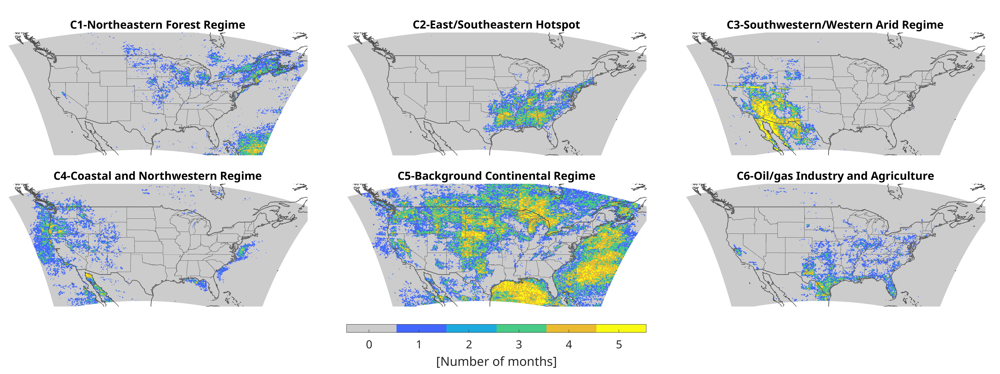 C1-Northeastern Forest Regime
C2-East/Southeastern Hotspot
C3-Southwestern/Western Arid Regime
C4-Coastal and Northwestern Regime
C5-Background Continental Regime
C6-Oil/gas Industry and Agriculture
0 1 2 3 4 5
[Number of months]